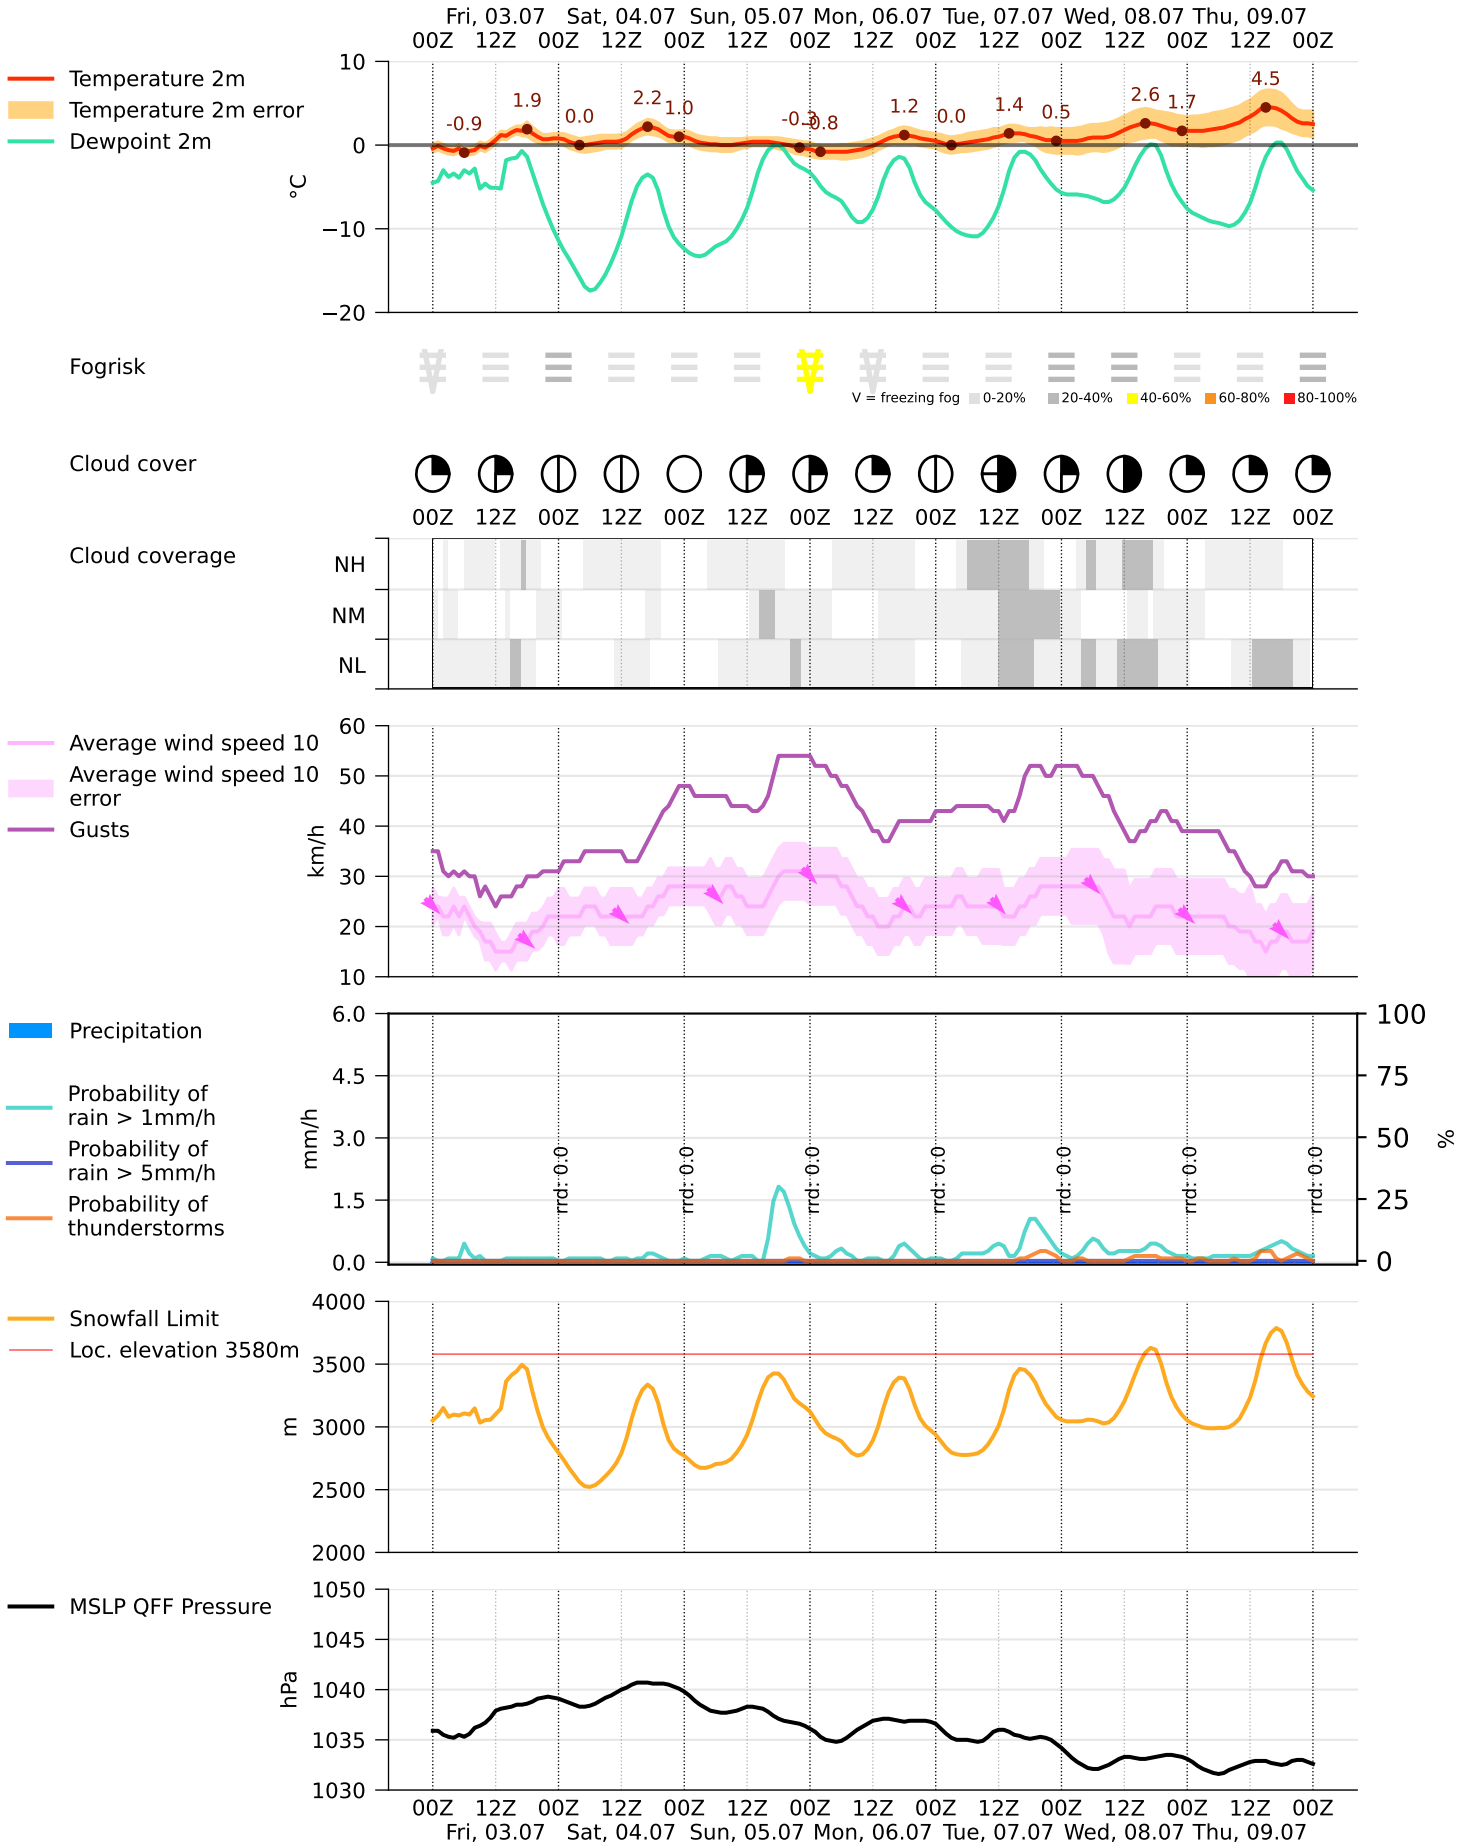 Fri, 03.07 Sat, 04.07 Sun, 05.07 Mon, 06.07 Tue, 07.07 Wed, 08.07 Thu, 09.07
00Z 12Z 00Z 12Z 00Z 12Z 00Z 12Z 00Z 12Z 00Z 12Z 00Z 12Z 00Z
Temperature 2m
Temperature 2m error
Dewpoint 2m
°C
10
0
−10
−20
-0.9 1.9 0.0 2.2 1.0 -0.3 -0.8 1.2 0.0 1.4 0.5 2.6 1.7 4.5
Fogrisk
V = freezing fog 0-20% 20-40% 40-60% 60-80% 80-100%
Cloud cover
00Z 12Z 00Z 12Z 00Z 12Z 00Z 12Z 00Z 12Z 00Z 12Z 00Z 12Z 00Z
Cloud coverage
NH
NM
NL
Average wind speed 10
Average wind speed 10
error
Gusts
km/h
60
50
40
30
20
10
Precipitation
Probability of
rain > 1mm/h
Probability of
rain > 5mm/h
Probability of
thunderstorms
mm/h
6.0
4.5
3.0
1.5
0.0
rrd: 0.0
rrd: 0.0
rrd: 0.0
rrd: 0.0
rrd: 0.0
rrd: 0.0
rrd: 0.0
100
75
50
25
0
%
Snowfall Limit
Loc. elevation 3580m
m
4000
3500
3000
2500
2000
MSLP QFF Pressure
hPa
1050
1045
1040
1035
1030
00Z 12Z 00Z 12Z 00Z 12Z 00Z 12Z 00Z 12Z 00Z 12Z 00Z 12Z 00Z
Fri, 03.07 Sat, 04.07 Sun, 05.07 Mon, 06.07 Tue, 07.07 Wed, 08.07 Thu, 09.07